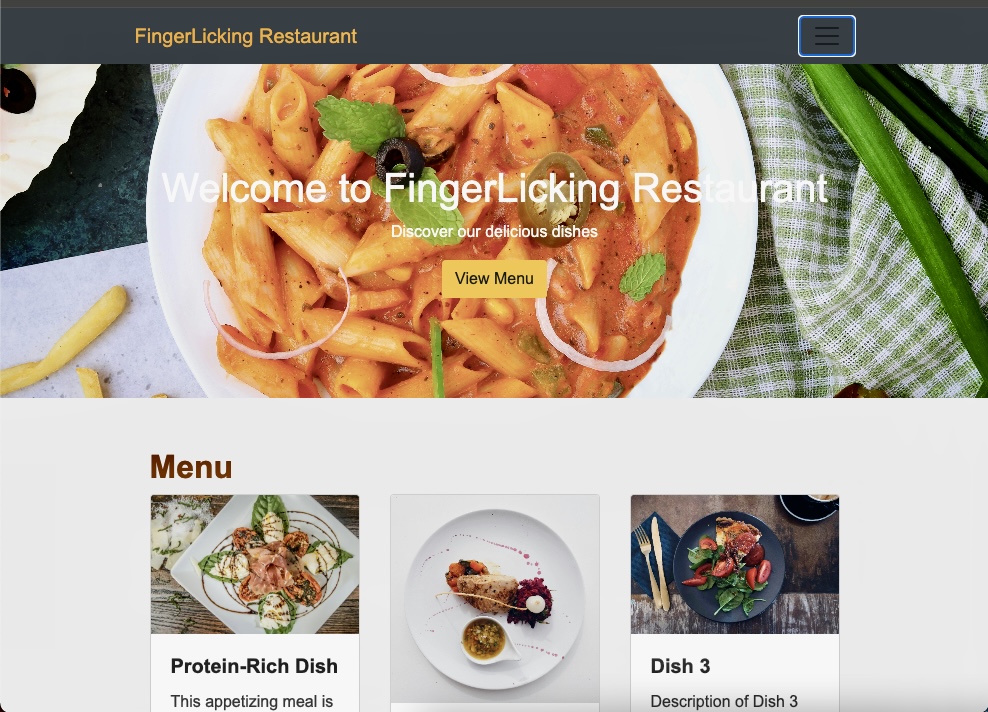 FingerLicking Restaurant
Welcome to FingerLicking Restaurant
Discover our delicious dishes
View Menu
Menu
Protein-Rich Dish
This appetizing meal is
Dish 3
Description of Dish 3